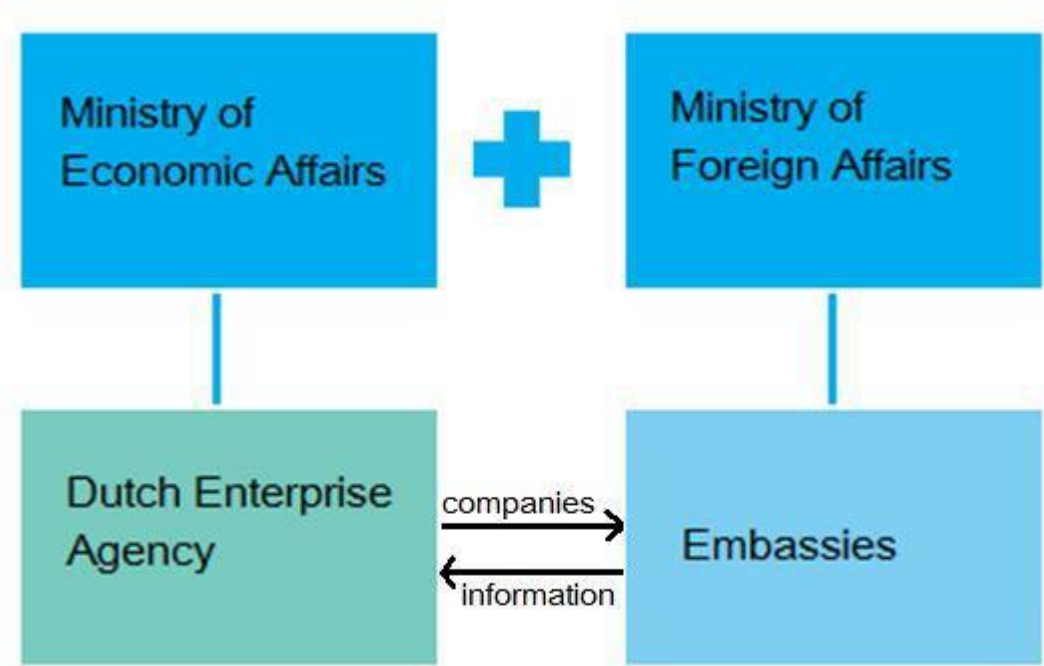 Ministry of
Economic Affairs
Ministry of
Foreign Affairs
Dutch Enterprise
Agency
companies
information
Embassies